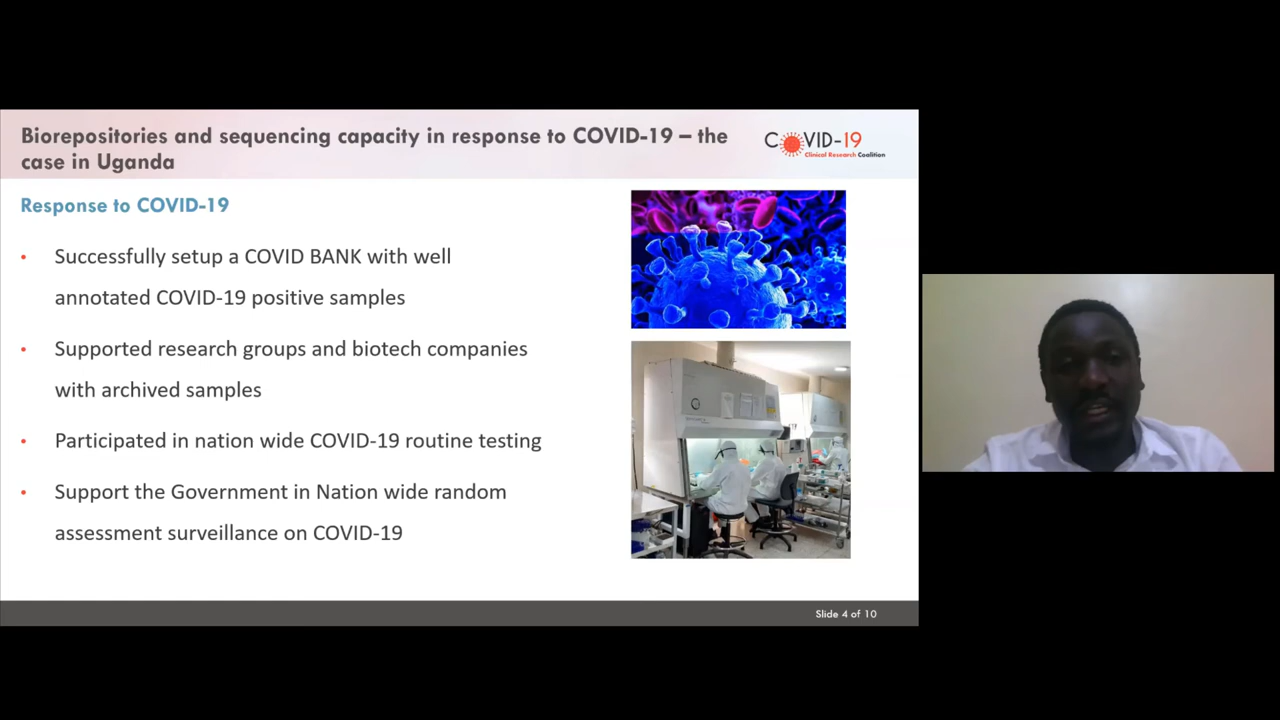 Biorepositories and sequencing capacity in response to COVID-19 – the
case in Uganda
COVID-19
Clinical Research Coalition
Response to COVID-19
• Successfully setup a COVID BANK with well
annotated COVID-19 positive samples
• Supported research groups and biotech companies
with archived samples
• Participated in nation wide COVID-19 routine testing
• Support the Government in Nation wide random
assessment surveillance on COVID-19
Slide 4 of 10